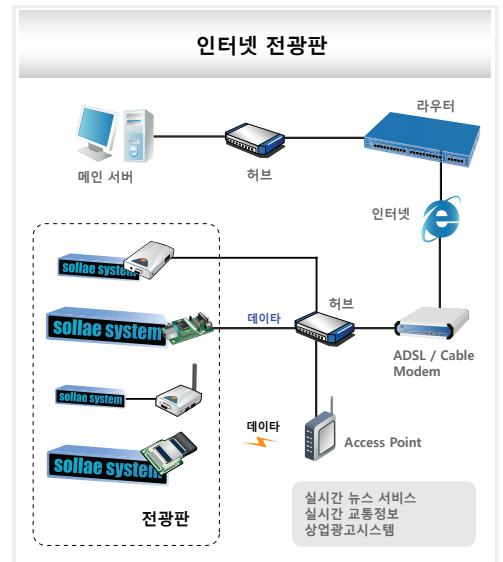 인터넷 전광판
라우터
메인 서버
허브
인터넷
sollae system
허브
sollae system
데이타
ADSL / Cable
Modem
sollae system
데이타
Access Point
sollae system
전광판
실시간 뉴스 서비스
실시간 교통정보
상업광고시스템